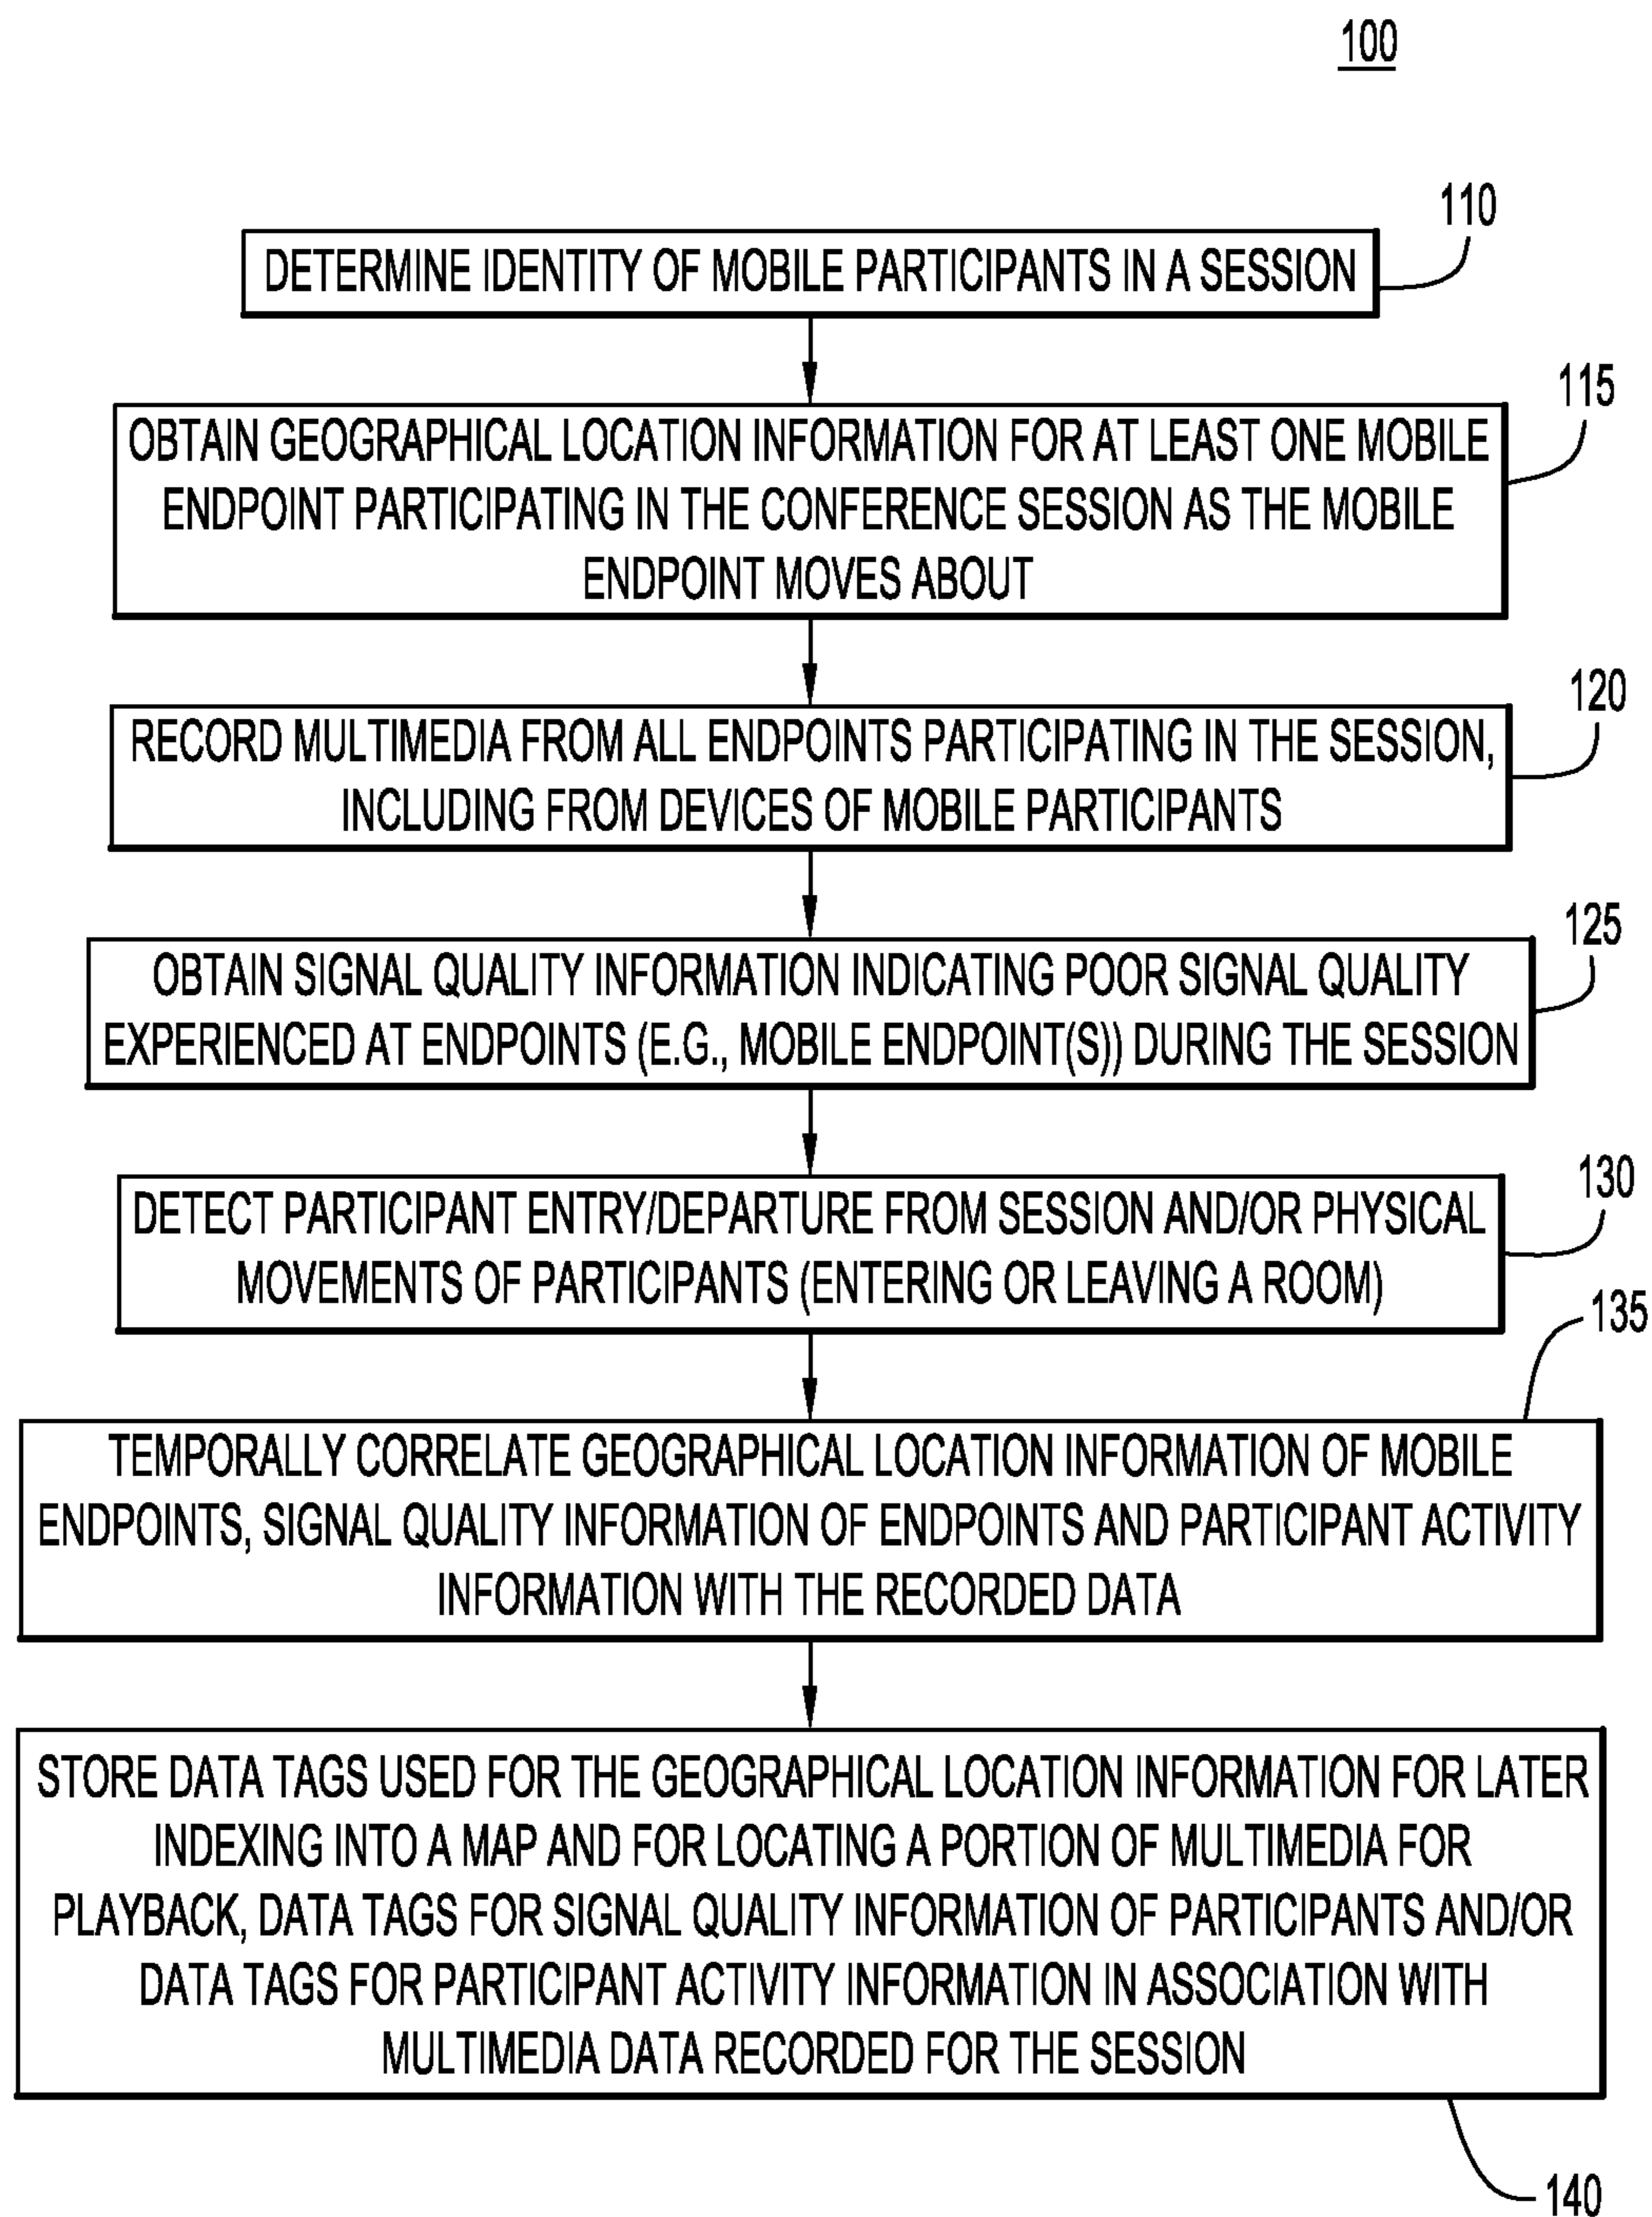 100
110
DETERMINE IDENTITY OF MOBILE PARTICIPANTS IN A SESSION
115
OBTAIN GEOGRAPHICAL LOCATION INFORMATION FOR AT LEAST ONE MOBILE
ENDPOINT PARTICIPATING IN THE CONFERENCE SESSION AS THE MOBILE
ENDPOINT MOVES ABOUT
120
RECORD MULTIMEDIA FROM ALL ENDPOINTS PARTICIPATING IN THE SESSION,
INCLUDING FROM DEVICES OF MOBILE PARTICIPANTS
125
OBTAIN SIGNAL QUALITY INFORMATION INDICATING POOR SIGNAL QUALITY
EXPERIENCED AT ENDPOINTS (E.G., MOBILE ENDPOINT(S)) DURING THE SESSION
130
DETECT PARTICIPANT ENTRY/DEPARTURE FROM SESSION AND/OR PHYSICAL
MOVEMENTS OF PARTICIPANTS (ENTERING OR LEAVING A ROOM)
135
TEMPORALLY CORRELATE GEOGRAPHICAL LOCATION INFORMATION OF MOBILE
ENDPOINTS, SIGNAL QUALITY INFORMATION OF ENDPOINTS AND PARTICIPANT ACTIVITY
INFORMATION WITH THE RECORDED DATA
STORE DATA TAGS USED FOR THE GEOGRAPHICAL LOCATION INFORMATION FOR LATER
INDEXING INTO A MAP AND FOR LOCATING A PORTION OF MULTIMEDIA FOR
PLAYBACK, DATA TAGS FOR SIGNAL QUALITY INFORMATION OF PARTICIPANTS AND/OR
DATA TAGS FOR PARTICIPANT ACTIVITY INFORMATION IN ASSOCIATION WITH
MULTIMEDIA DATA RECORDED FOR THE SESSION
140